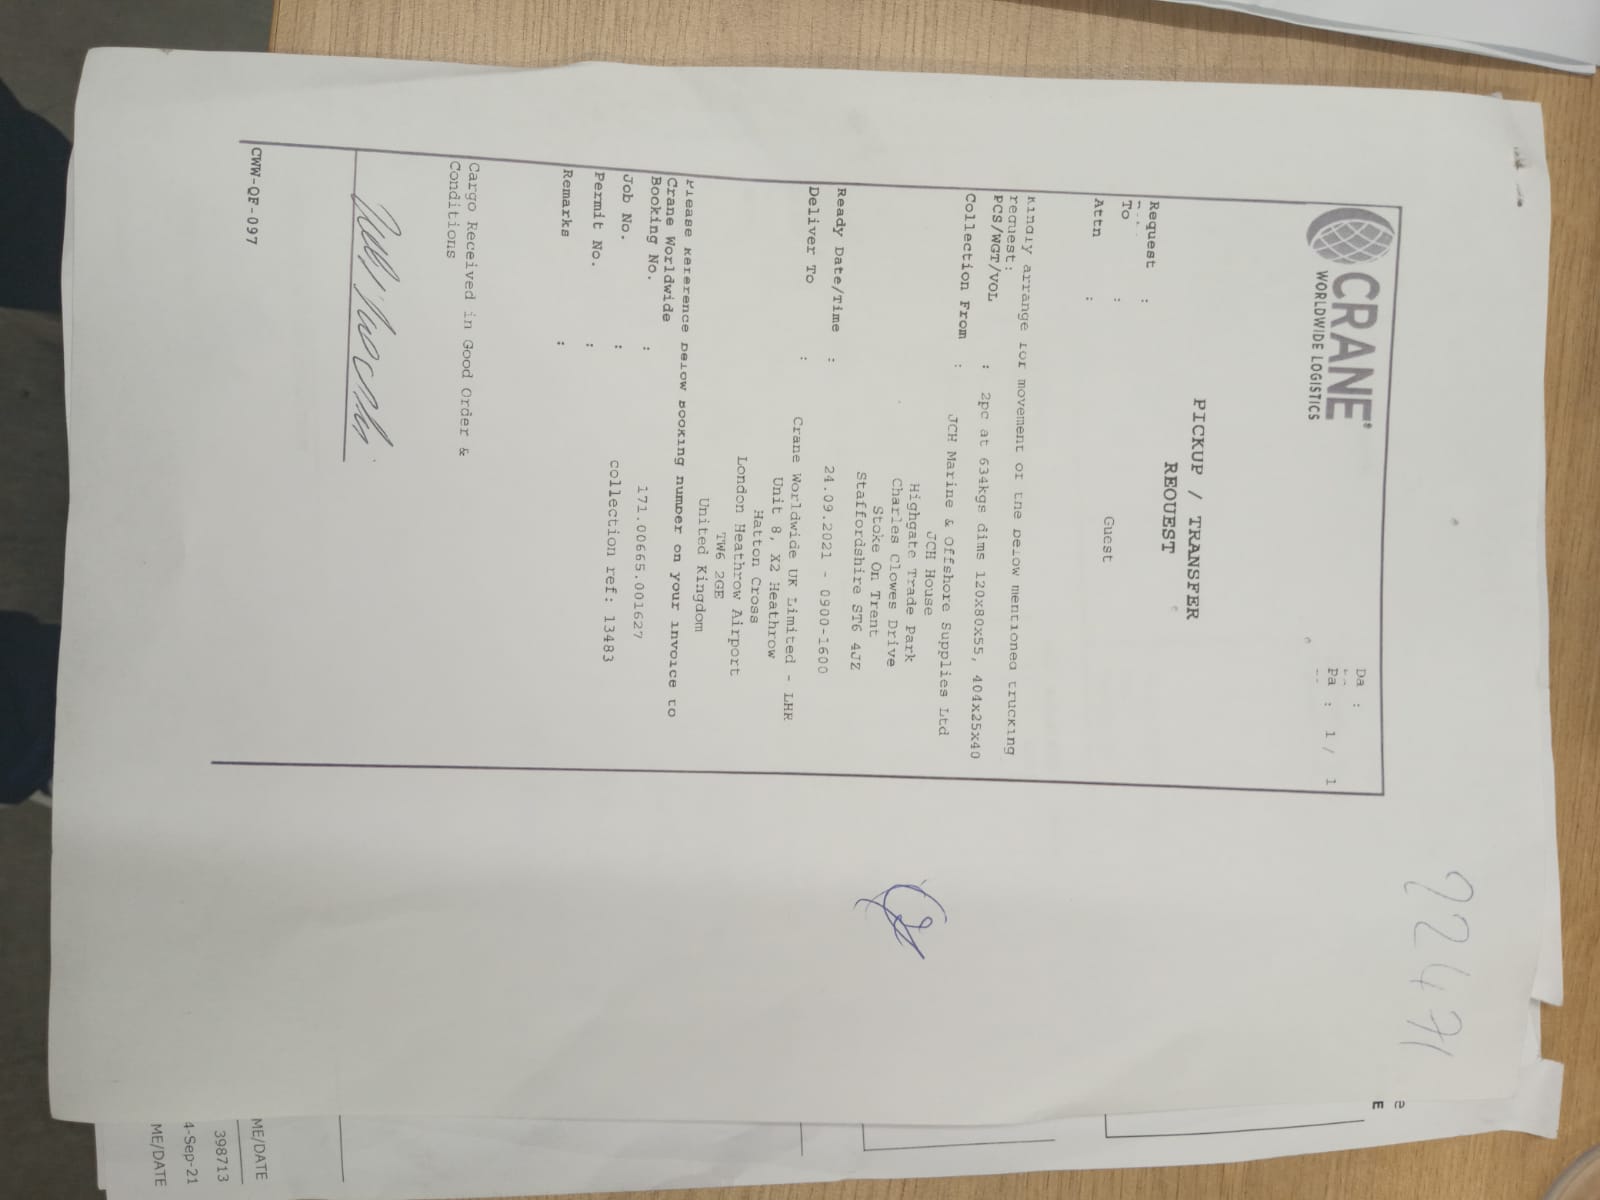 CRANE®
WORLDWIDE LOGISTICS
Da :
Pa : 1 / 1
22471
PICKUP / TRANSFER
REQUEST
Request :
To :
Guest
Attn :
Kindly arrange for movement of the below mentioned trucking
request:
PCS/WGT/VOL : 2pc at 634kgs dims 120x80x55, 404x25x40
Collection From : JCH Marine & Offshore Supplies Ltd
JCH House
Highgate Trade Park
Charles Clowes Drive
Stoke On Trent
Staffordshire ST6 4JZ
Ready Date/Time : 24.09.2021 - 0900-1600
Deliver To : Crane Worldwide UK Limited - LHR
Unit 8, X2 Heathrow
Hatton Cross
London Heathrow Airport
TW6 2GE
United Kingdom
Please Reference below booking number on your invoice to
Crane Worldwide
Booking No. : 171.00665.001627
Job No. : collection ref: 13483
Permit No. :
Remarks :
Cargo Received in Good Order &
Conditions
CWW-QF-097
E
ME/DATE
398713
4-Sep-21
ME/DATE